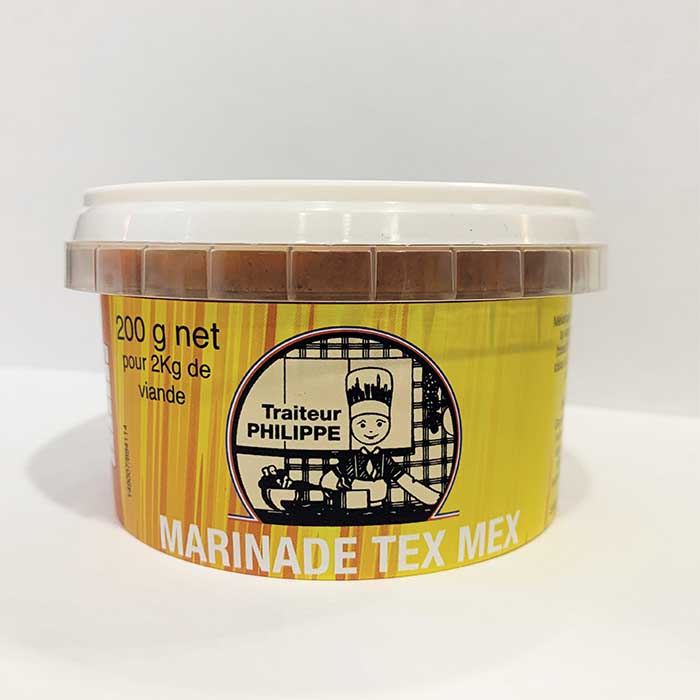 200 g net
pour 2Kg de
viande
Traiteur
PHILIPPE
MARINADE TEX MEX